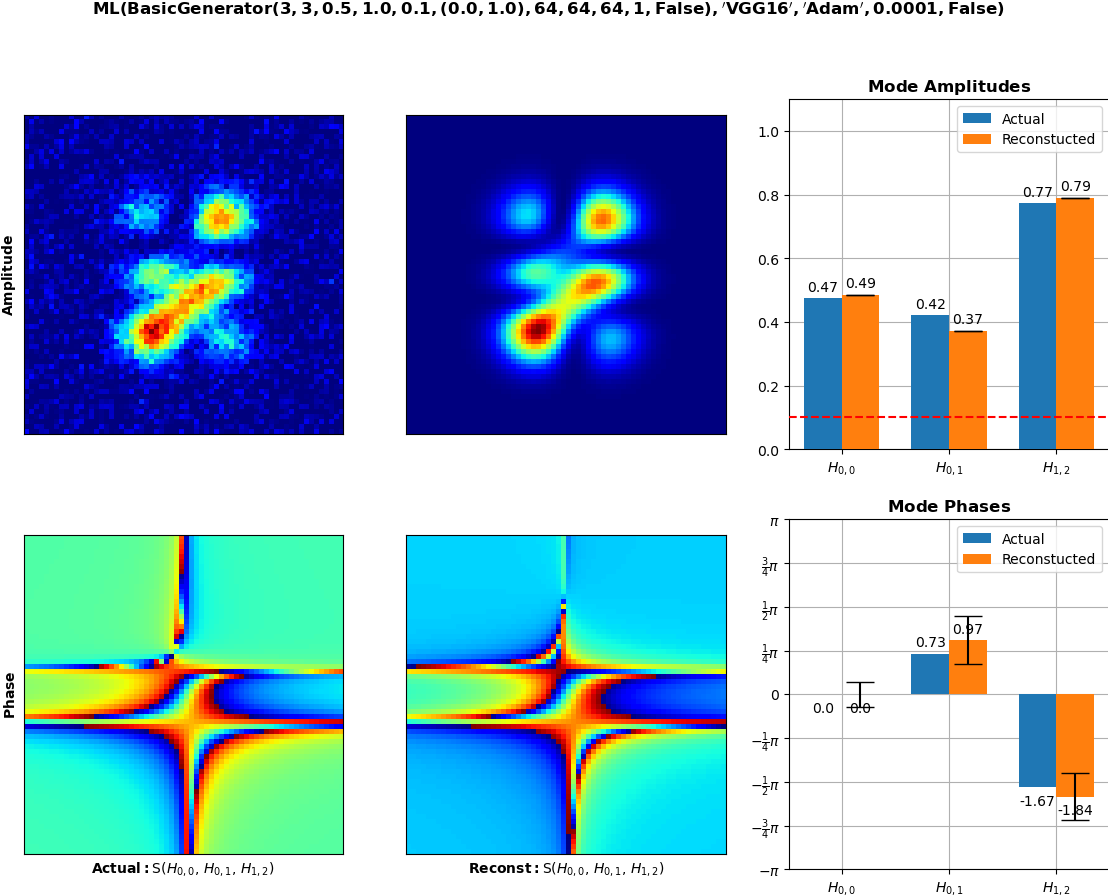 ML(BasicGenerator(3, 3, 0.5, 1.0, 0.1, (0.0, 1.0), 64, 64, 64, 1, False), ′VGG16′, ′Adam′, 0.0001, False)
Amplitude
Mode Amplitudes
Actual
Reconstucted
1.0
0.8
0.6
0.4
0.2
0.0
0.47
0.49
0.42
0.37
0.77
0.79
H0,0
H0,1
H1,2
Phase
Actual: S(H0,0, H0,1, H1,2)
Reconst: S(H0,0, H0,1, H1,2)
Mode Phases
Actual
Reconstucted
π
3/4π
1/2π
1/4π
0
−1/4π
−1/2π
−3/4π
−π
0.0
0.0
0.73
0.97
-1.67
-1.84
H0,0
H0,1
H1,2